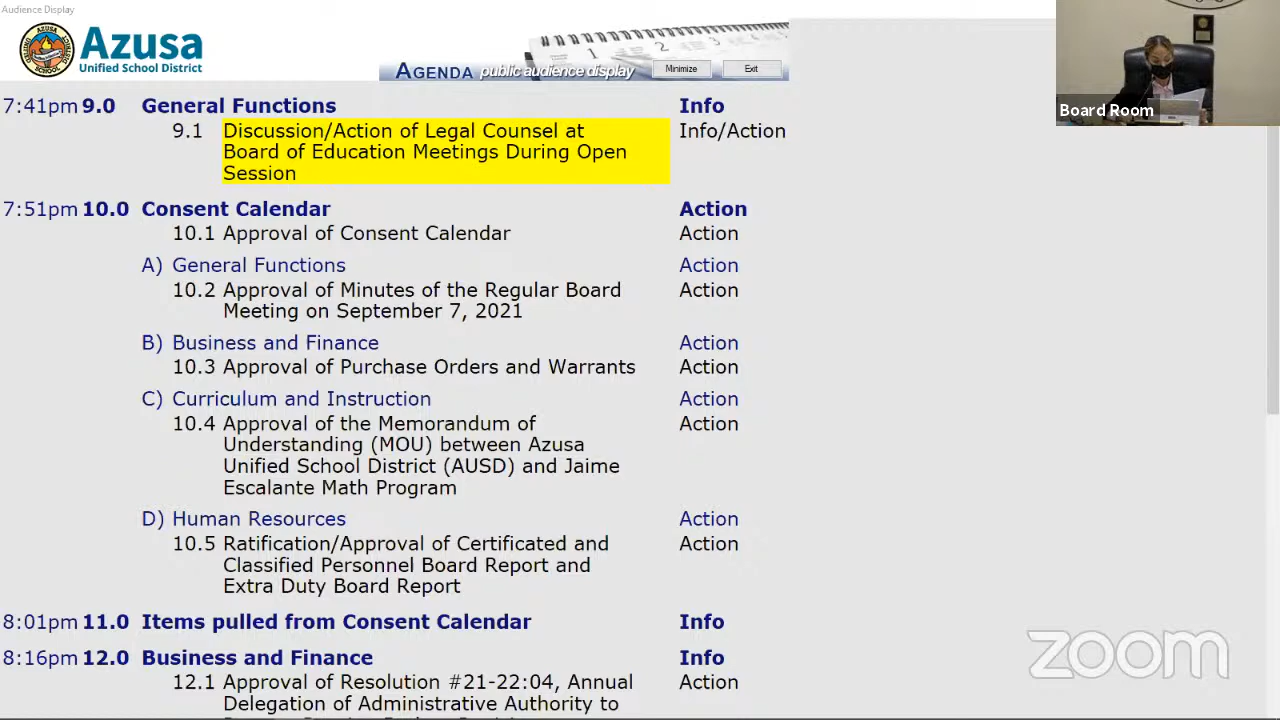 Audience Display
Azusa
Unified School District
AGENDA public audience display
Minimize
Exit
1 2 3 4
Board Room
7:41pm 9.0 General Functions Info
9.1 Discussion/Action of Legal Counsel at Info/Action
Board of Education Meetings During Open
Session
7:51pm 10.0 Consent Calendar Action
10.1 Approval of Consent Calendar Action
A) General Functions Action
10.2 Approval of Minutes of the Regular Board Action
Meeting on September 7, 2021
B) Business and Finance Action
10.3 Approval of Purchase Orders and Warrants Action
C) Curriculum and Instruction Action
10.4 Approval of the Memorandum of Action
Understanding (MOU) between Azusa
Unified School District (AUSD) and Jaime
Escalante Math Program
D) Human Resources Action
10.5 Ratification/Approval of Certificated and Action
Classified Personnel Board Report and
Extra Duty Board Report
8:01pm 11.0 Items pulled from Consent Calendar Info
8:16pm 12.0 Business and Finance Info
12.1 Approval of Resolution #21-22:04, Annual Action
Delegation of Administrative Authority to
zoom